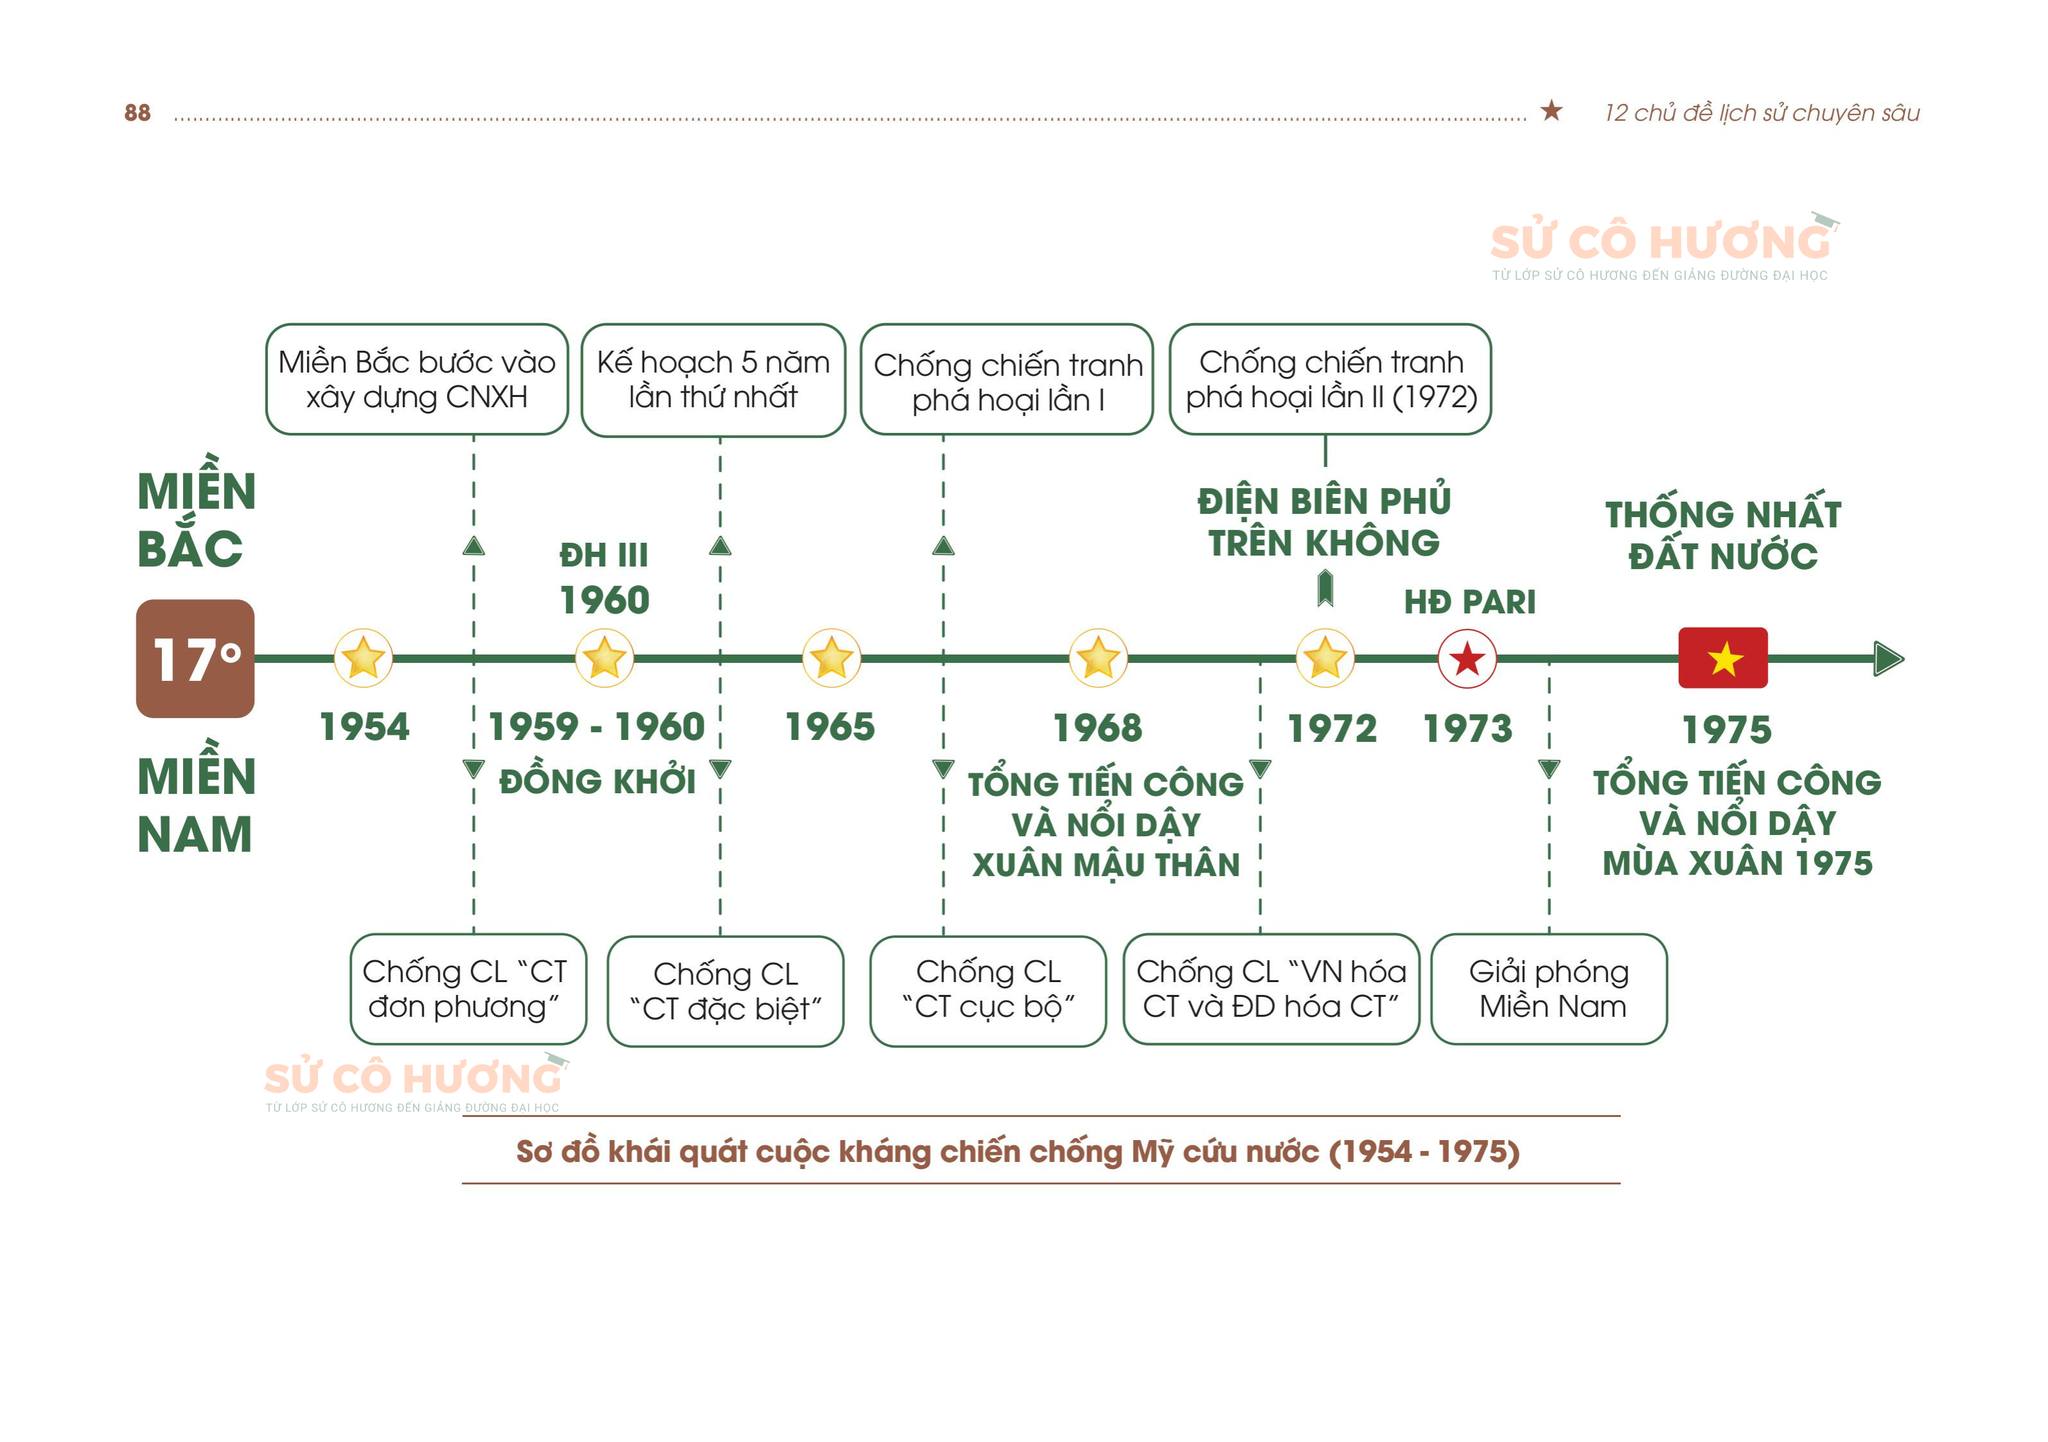 88
12 chủ đề lịch sử chuyên sâu
SỬ CÔ HƯƠNG
TỪ LỚP SỬ CÔ HƯƠNG ĐẾN GIẢNG ĐƯỜNG ĐẠI HỌC
Miền Bắc bước vào
xây dựng CNXH
Kế hoạch 5 năm
lần thứ nhất
Chống chiến tranh
phá hoại lần I
Chống chiến tranh
phá hoại lần II (1972)
MIỀN
BẮC
ĐH III
1960
ĐIỆN BIÊN PHỦ
TRÊN KHÔNG
HĐ PARI
THỐNG NHẤT
ĐẤT NƯỚC
17°
1954
1959 - 1960
1965
1968
1972
1973
1975
MIỀN
NAM
ĐỒNG KHỞI
TỔNG TIẾN CÔNG
VÀ NỔI DẬY
XUÂN MẬU THÂN
TỔNG TIẾN CÔNG
VÀ NỔI DẬY
MÙA XUÂN 1975
Chống CL “CT
đơn phương”
Chống CL
“CT đặc biệt”
Chống CL
“CT cục bộ”
Chống CL “VN hóa
CT và ĐD hóa CT”
Giải phóng
Miền Nam
SỬ CÔ HƯƠNG
TỪ LỚP SỬ CÔ HƯƠNG ĐẾN GIẢNG ĐƯỜNG ĐẠI HỌC
Sơ đồ khái quát cuộc kháng chiến chống Mỹ cứu nước (1954 - 1975)